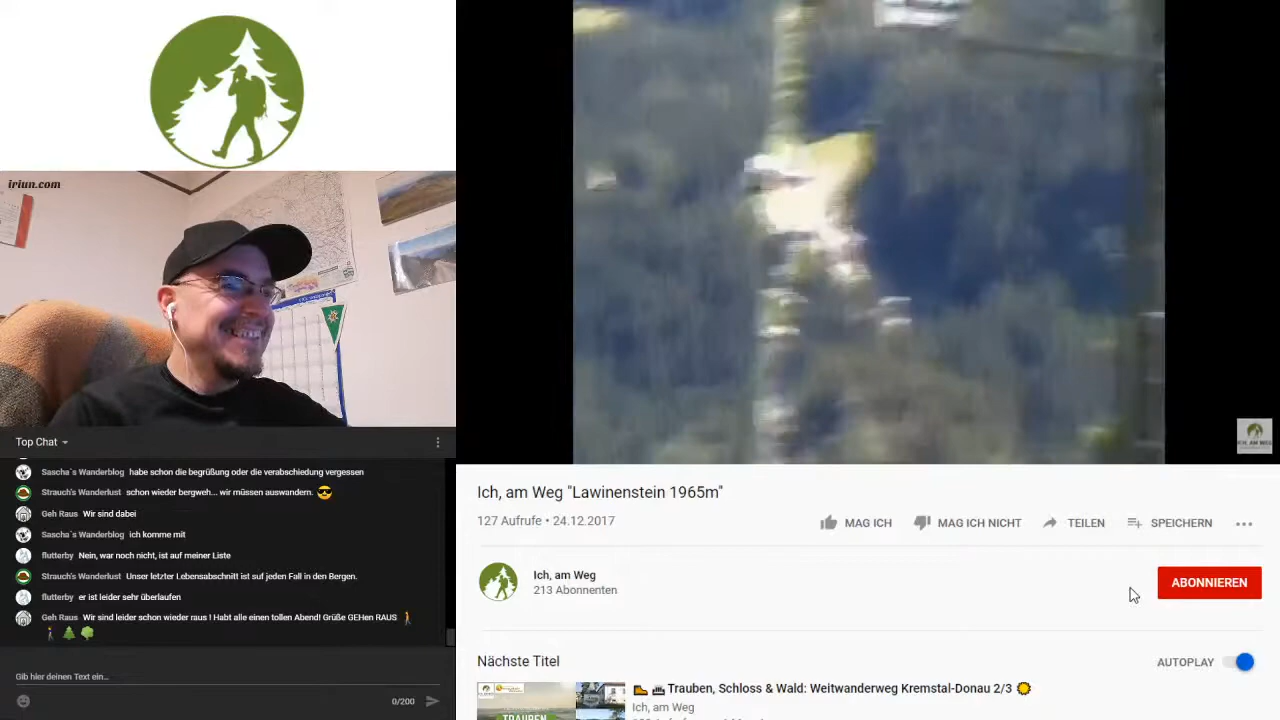 iriun.com
Top Chat
Sascha`s Wanderblog habe schon die begrüßung oder die verabschiedung vergessen
Strauch's Wanderlust schon wieder bergweh... wir müssen auswandern. 😎
Geh Raus Wir sind dabei
Sascha`s Wanderblog ich komme mit
flutterby Nein, war noch nicht, ist auf meiner Liste
Strauch's Wanderlust Unser letzter Lebensabschnitt ist suf jeden Fall in den Bergen.
flutterby er ist leider sehr überlaufen
Geh Raus Wir sind leider schon wieder raus ! Habt alle einen tollen Abend! Grüße GEHen RAUS
Gib hier deinen Text ein...
0/200
ICH, AM WEG
Ich, am Weg "Lawinenstein 1965m"
127 Aufrufe • 24.12.2017
MAG ICH
MAG ICH NICHT
TEILEN
SPEICHERN
Ich, am Weg
213 Abonnenten
ABONNIEREN
Nächste Titel
AUTOPLAY
Trauben, Schloss & Wald: Weitwanderweg Kremstal-Donau 2/3
Ich, am Weg
TRAUBEN